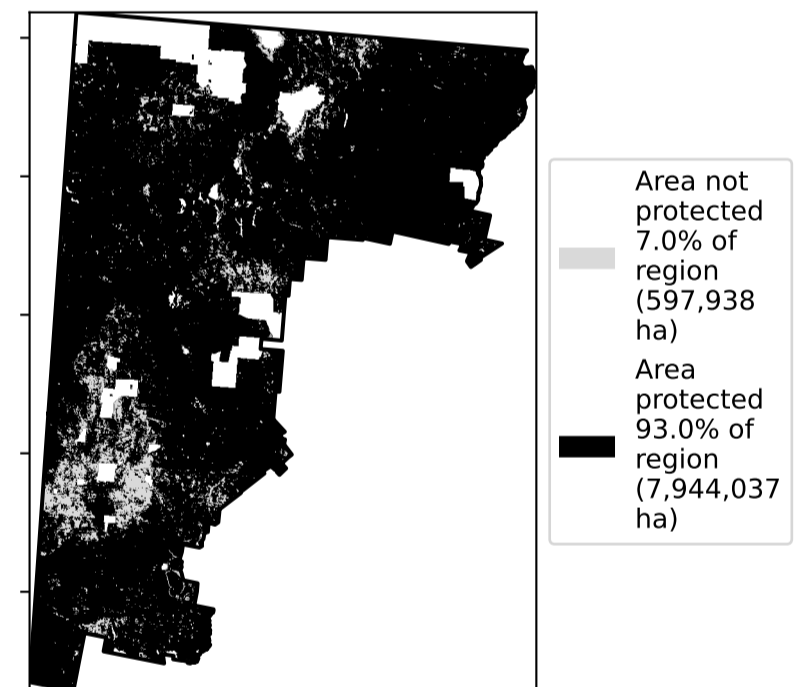 Area not
protected
7.0% of
region
(597,938
ha)
Area
protected
93.0% of
region
(7,944,037
ha)